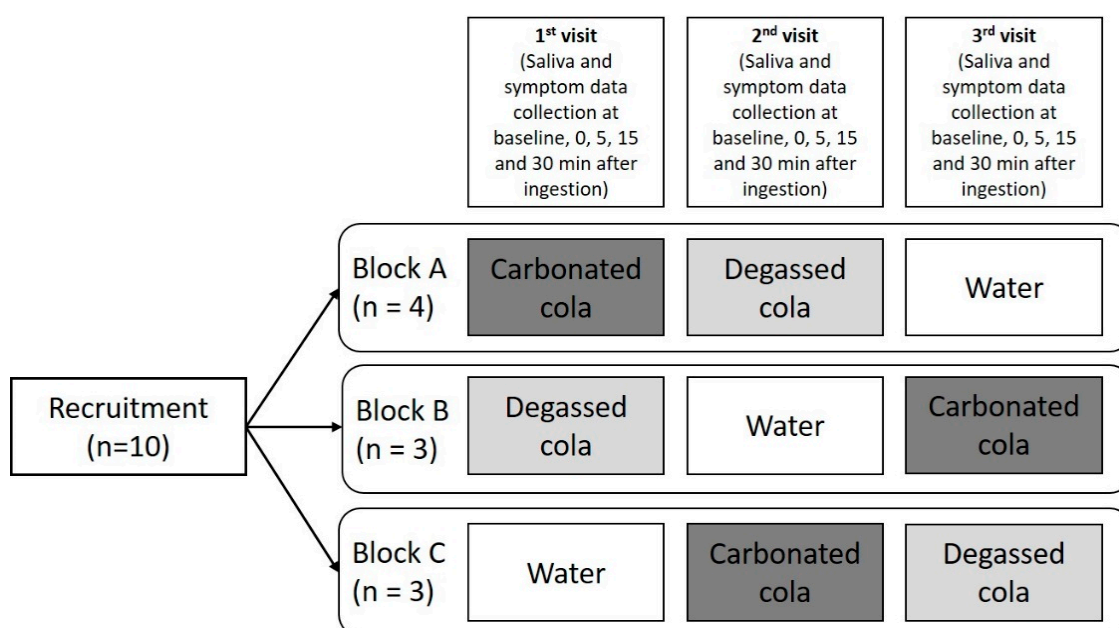 1st visit
(Saliva and
symptom data
collection at
baseline, 0, 5, 15
and 30 min after
ingestion)
2nd visit
(Saliva and
symptom data
collection at
baseline, 0, 5, 15
and 30 min after
ingestion)
3rd visit
(Saliva and
symptom data
collection at
baseline, 0, 5, 15
and 30 min after
ingestion)
Recruitment
(n=10)
Block A
(n = 4)
Carbonated
cola
Degassed
cola
Water
Block B
(n = 3)
Degassed
cola
Water
Carbonated
cola
Block C
(n = 3)
Water
Carbonated
cola
Degassed
cola